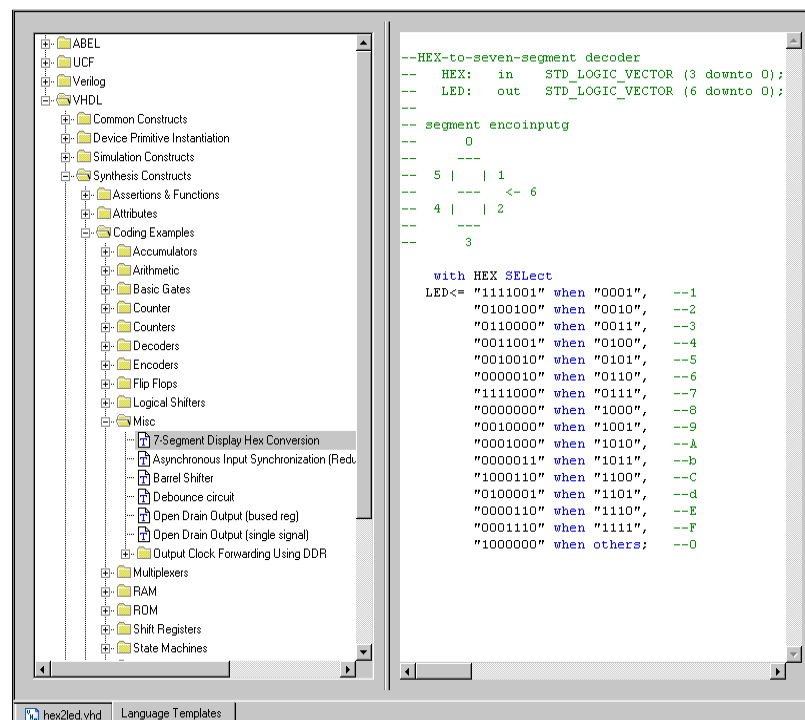 ABEL
UCF
Verilog
VHDL
Common Constructs
Device Primitive Instantiation
Simulation Constructs
Synthesis Constructs
Assertions & Functions
Attributes
Coding Examples
Accumulators
Arithmetic
Basic Gates
Counter
Counters
Decoders
Encoders
Flip Flops
Logical Shifters
Misc
7-Segment Display Hex Conversion
Asynchronous Input Synchronization (Redu
Barrel Shifter
Debounce circuit
Open Drain Output (bused reg)
Open Drain Output (single signal)
Output Clock Forwarding Using DDR
Multiplexers
RAM
ROM
Shift Registers
State Machines
--HEX-to-seven-segment decoder
--   HEX:   in    STD_LOGIC_VECTOR (3 downto 0);
--   LED:   out   STD_LOGIC_VECTOR (6 downto 0);
--
-- segment encoinputg
--      0
--     ---
--  5 |   | 1
--     ---   <- 6
--  4 |   | 2
--     ---
--      3
with HEX SELect
LED<= "1111001" when "0001",   --1
"0100100" when "0010",   --2
"0110000" when "0011",   --3
"0011001" when "0100",   --4
"0010010" when "0101",   --5
"0000010" when "0110",   --6
"1111000" when "0111",   --7
"0000000" when "1000",   --8
"0010000" when "1001",   --9
"0001000" when "1010",   --A
"0000011" when "1011",   --b
"1000110" when "1100",   --C
"0100001" when "1101",   --d
"0000110" when "1110",   --E
"0001110" when "1111",   --F
"1000000" when others;   --0
hex2led.vhd
Language Templates